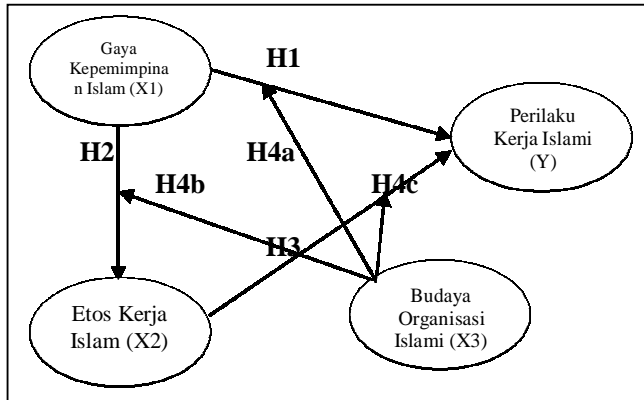 Gaya
Kepemimpina
n Islam (X1)
H1
Perilaku
Kerja Islami
(Y)
H2
H4a
H4b
H4c
H3
Etos Kerja
Islam (X2)
Budaya
Organisasi
Islami (X3)